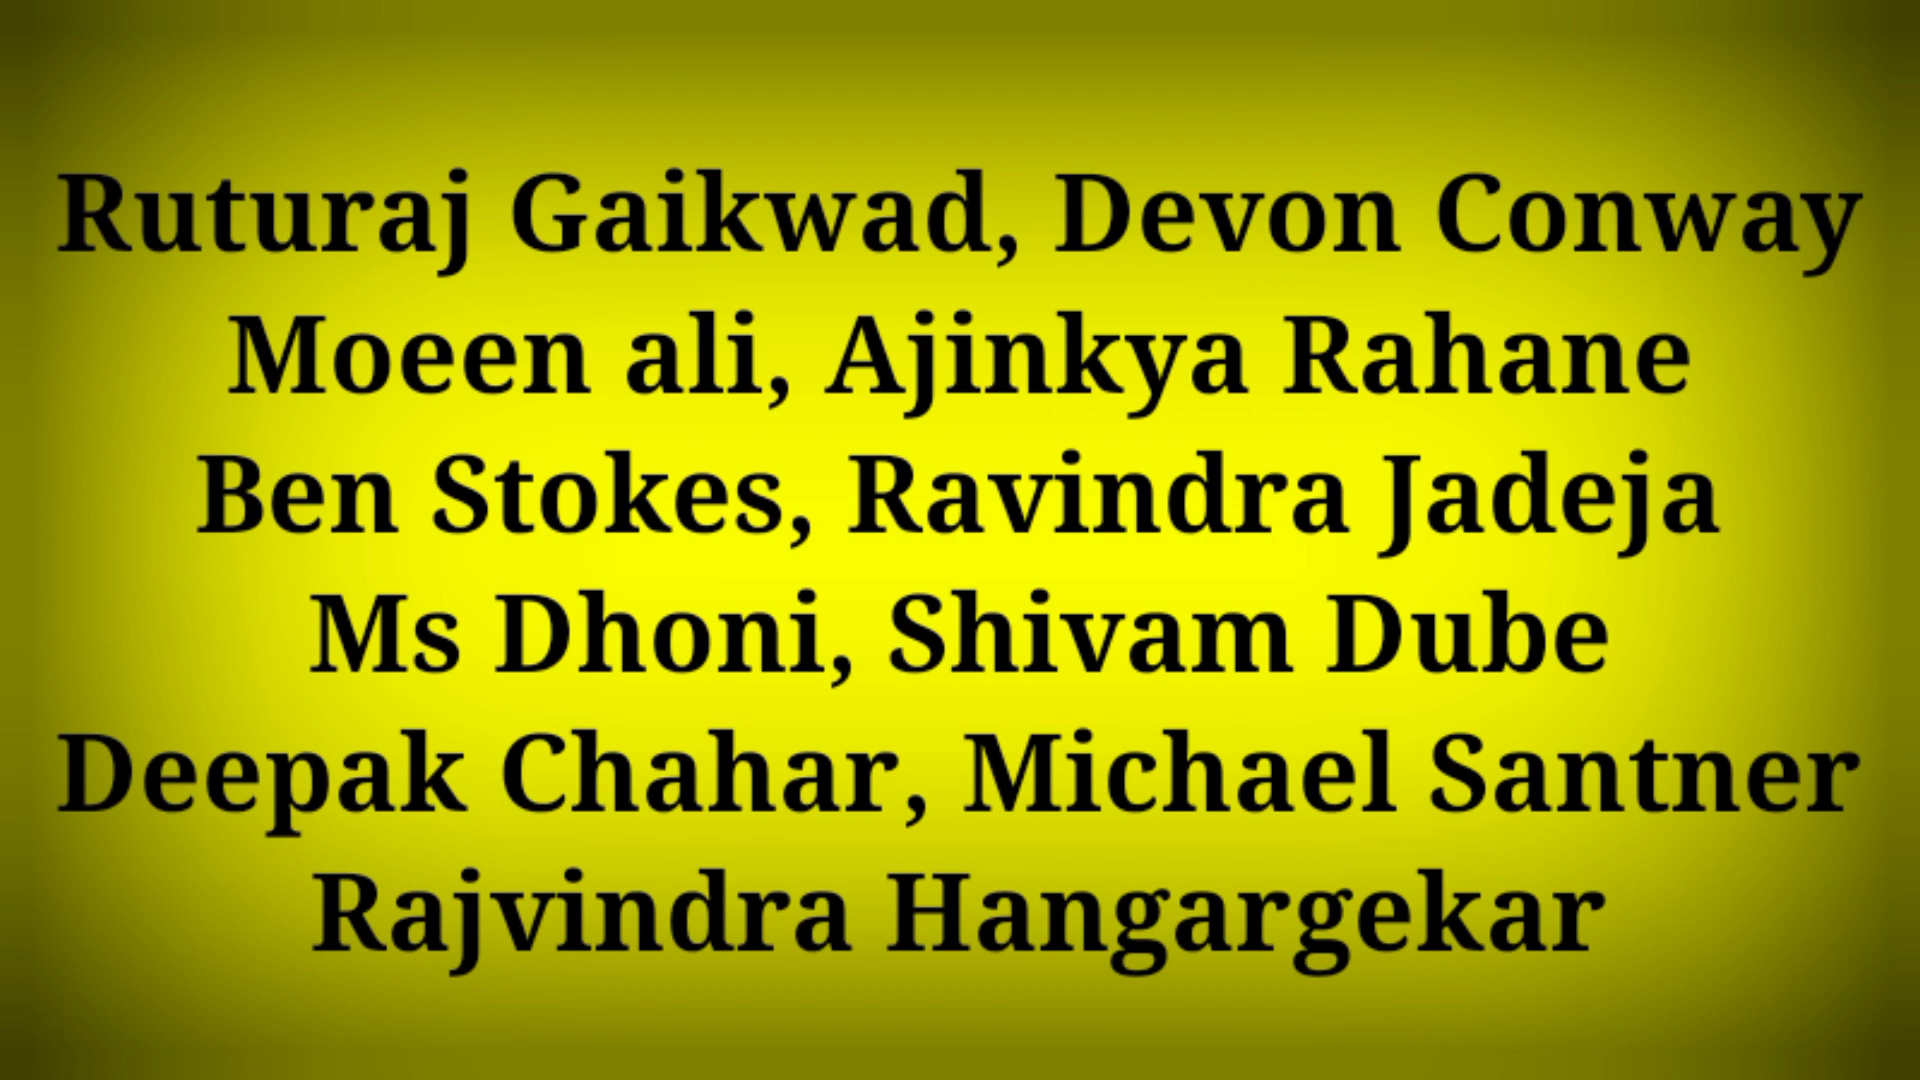 Ruturaj Gaikwad, Devon Conway
Moeen ali, Ajinkya Rahane
Ben Stokes, Ravindra Jadeja
Ms Dhoni, Shivam Dube
Deepak Chahar, Michael Santner
Rajvindra Hangargekar